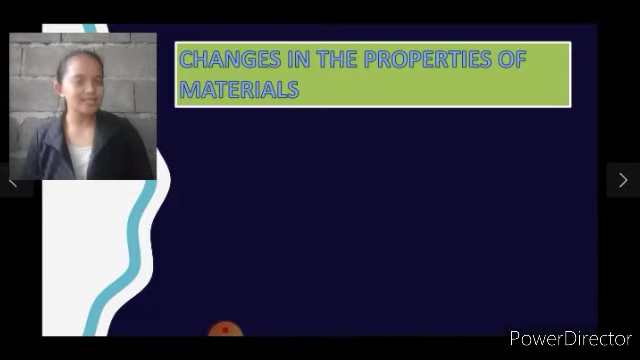 CHANGES IN THE PROPERTIES OF
MATERIALS
PowerDirector